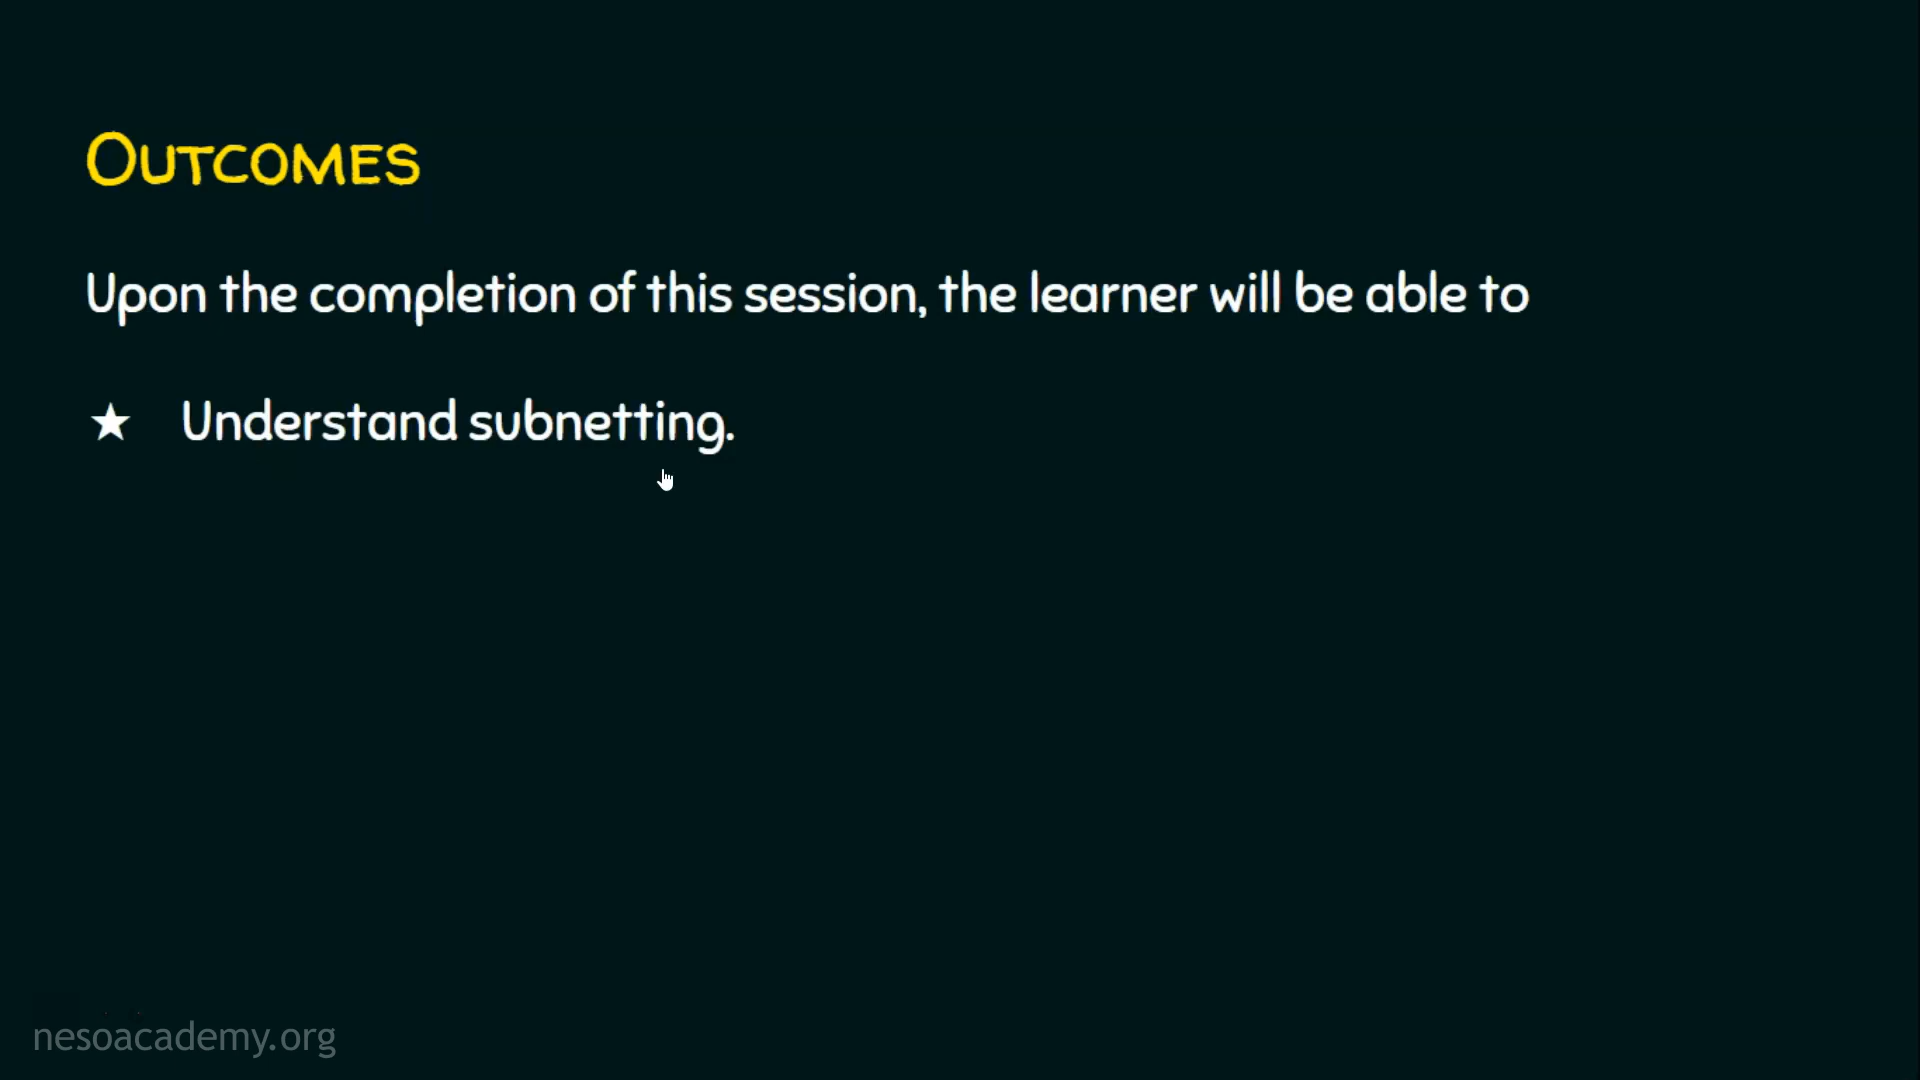 OUTCOMES
Upon the completion of this session, the learner will be able to
★ Understand subnetting.
nesoacademy.org